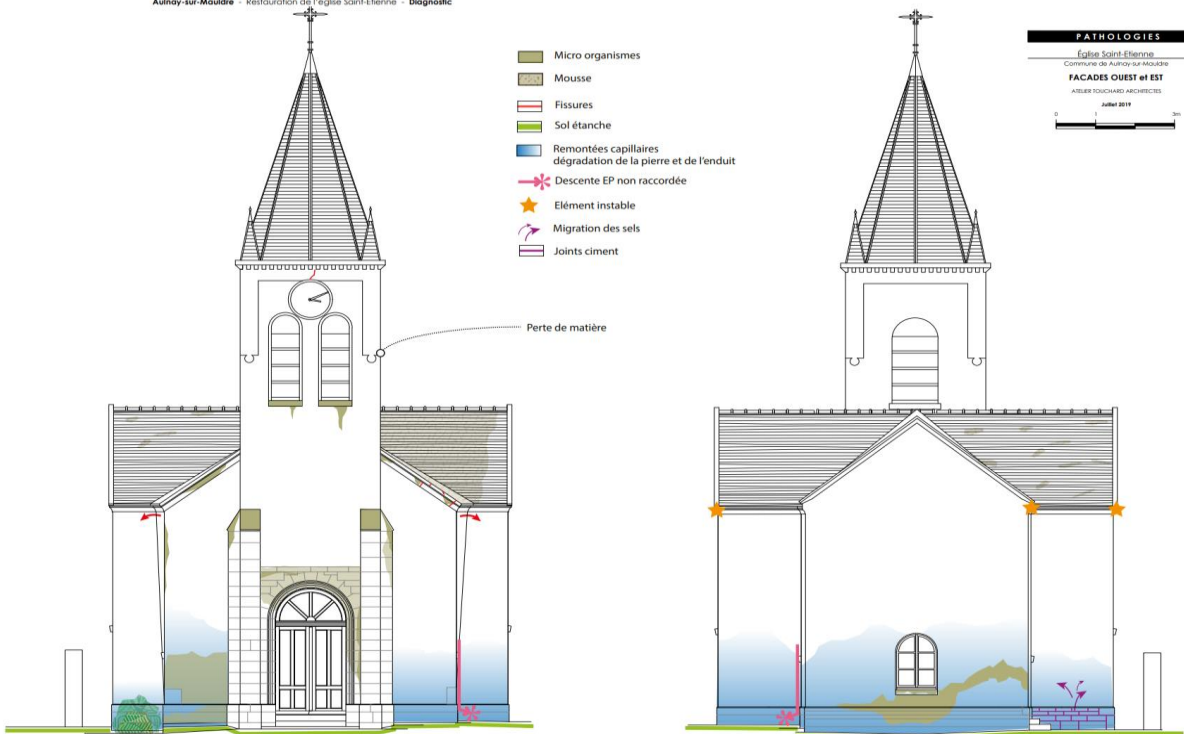 Aulnay-sur-Mauldre - Restauration de l'église Saint-Etienne - Diagnostic
Micro organismes
Mousse
Fissures
Sol étanche
Remontées capillaires
dégradation de la pierre et de l'enduit
Descente EP non raccordée
Elément instable
Migration des sels
Joints ciment
Perte de matière
PATHOLOGIES
Église Saint-Etienne
Commune de Aulnay-sur-Mauldre
FACADES OUEST et EST
ATELIER TOUCHARD ARCHITECTES
Juillet 2019
0 1 3m